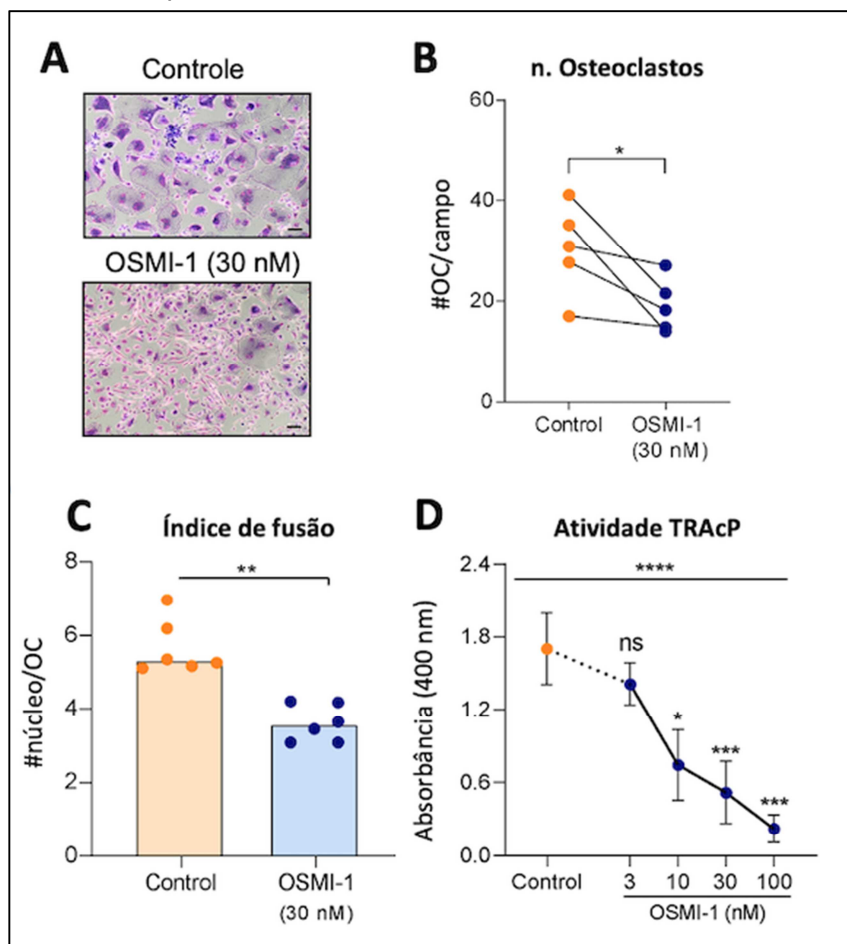 A
Controle
OSMI-1 (30 nM)
B
n. Osteoclastos
60
40
20
0
#OC/campo
*
Control
OSMI-1
(30 nM)
C
Índice de fusão
8
6
4
2
0
#núcleo/OC
**
Control
OSMI-1
(30 nM)
D
Atividade TRAcP
2.4
1.8
1.2
0.6
0.0
Absorbância (400 nm)
****
ns
*
***
***
Control
3 10 30 100
OSMI-1 (nM)